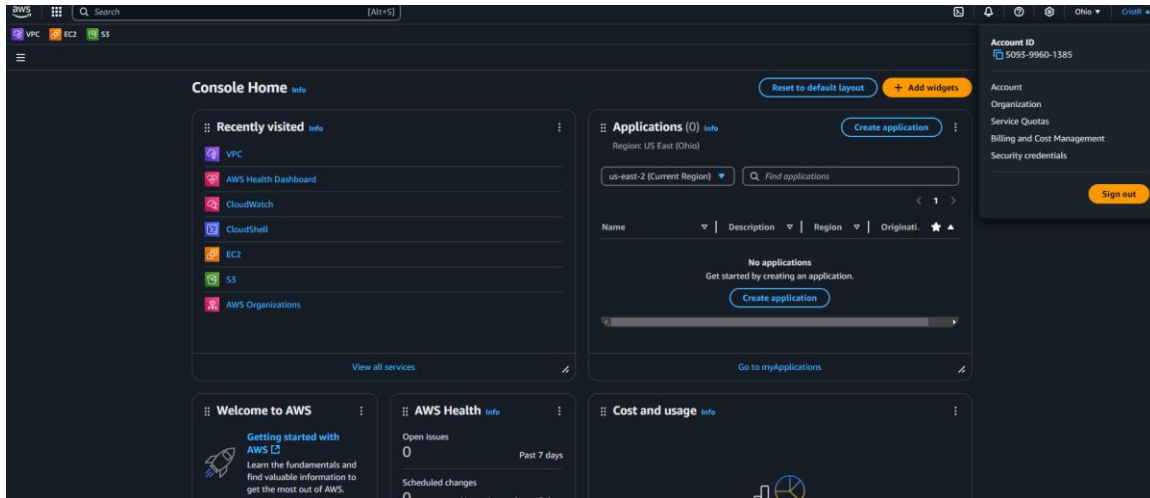 aws
Search [Alt+S]
Ohio ▼ CristR ▲
VPC EC2 S3
Account ID
5093-9960-1385
Account
Organization
Service Quotas
Billing and Cost Management
Security credentials
Sign out
Console Home Info
Reset to default layout + Add widgets
Recently visited Info
VPC
AWS Health Dashboard
CloudWatch
CloudShell
EC2
S3
AWS Organizations
View all services
Applications (0) Info
Create application
Region: US East (Ohio)
us-east-2 (Current Region) ▼ Find applications
< 1 >
Name Description Region Originati.
No applications
Get started by creating an application.
Create application
Go to myApplications
Welcome to AWS
Getting started with
AWS
Learn the fundamentals and
find valuable information to
get the most out of AWS.
AWS Health Info
Open issues
0 Past 7 days
Scheduled changes
Cost and usage Info